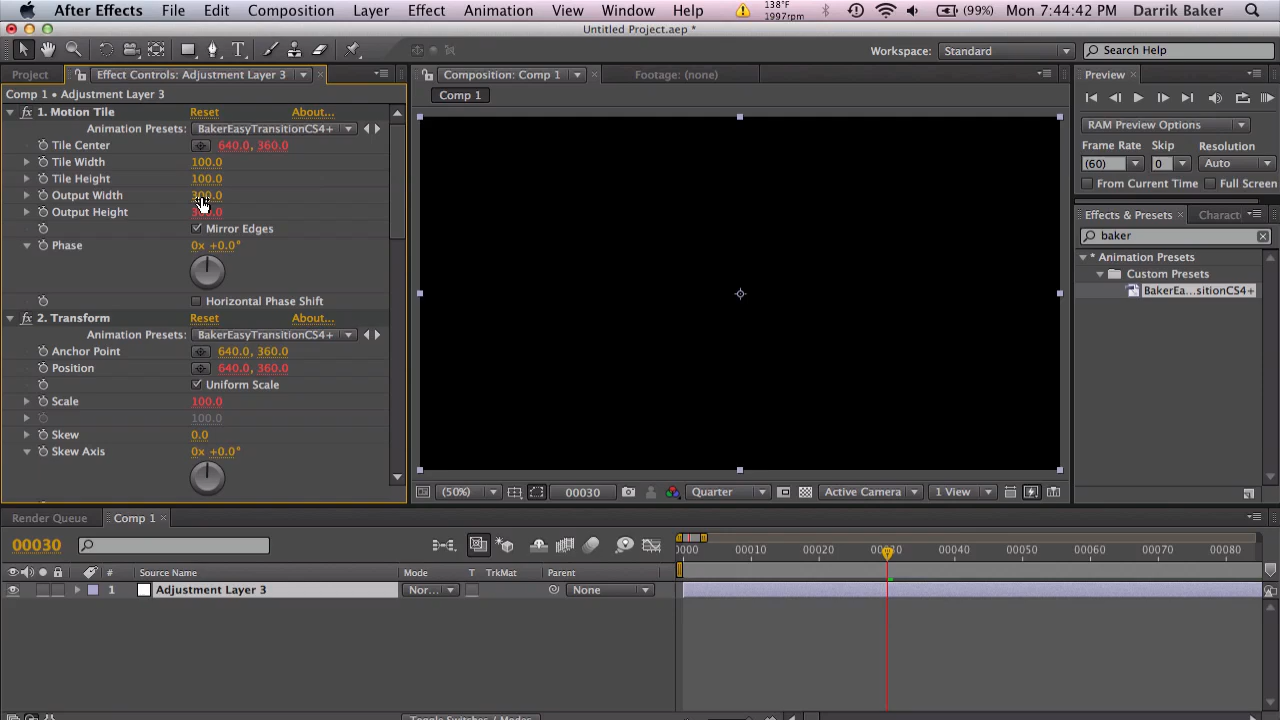 After Effects File Edit Composition Layer Effect Animation View Window Help 138°F 1997rpm (99%) Mon 7:44:42 PM Darrik Baker
Untitled Project.aep *
T Workspace: Standard Search Help
Project Effect Controls: Adjustment Layer 3 Composition: Comp 1 Footage: (none) Preview
Comp 1 • Adjustment Layer 3 Comp 1
fx 1. Motion Tile Reset About...
Animation Presets: BakerEasyTransitionCS4+ RAM Preview Options
Tile Center 640.0, 360.0 Frame Rate Skip Resolution
Tile Width 100.0 (60) 0 Auto
Tile Height 100.0 From Current Time Full Screen
Output Width 300.0
Output Height
Effects & Presets Charact
Mirror Edges baker
Phase 0x +0.0°
* Animation Presets
Custom Presets
BakerEa...sitionCS4+
Horizontal Phase Shift
fx 2. Transform Reset About...
Animation Presets: BakerEasyTransitionCS4+
Anchor Point 640.0, 360.0
Position 640.0, 360.0
Uniform Scale
Scale 100.0
100.0
Skew 0.0
Skew Axis 0x +0.0°
(50%) 00030 Quarter Active Camera 1 View
Render Queue Comp 1
00030 0000 00010 00020 00030 00040 00050 00060 00070 00080
# Source Name Mode T TrkMat Parent
1 Adjustment Layer 3 Nor... None
Toggle Switches / Modes